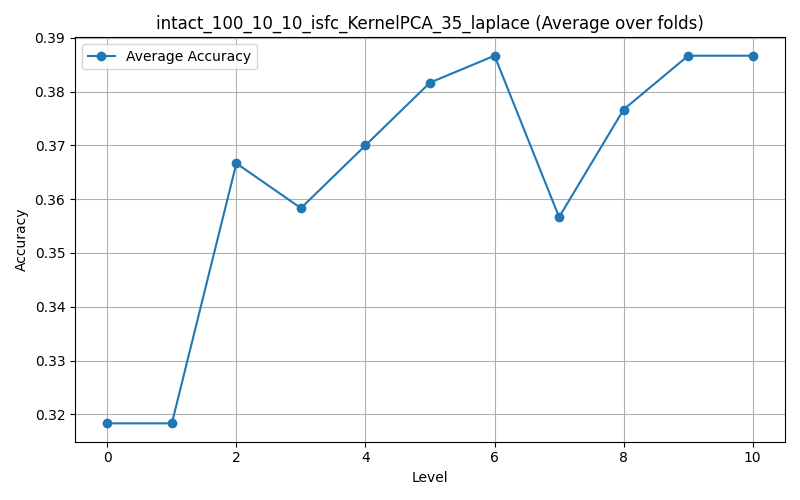 intact_100_10_10_isfc_KernelPCA_35_laplace (Average over folds)
Average Accuracy
0.39
0.38
0.37
0.36
0.35
0.34
0.33
0.32
Accuracy
0 2 4 6 8 10
Level